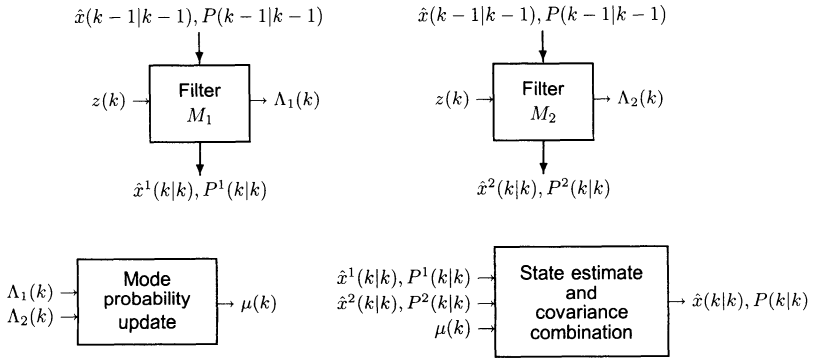 x̂(k−1|k−1), P(k−1|k−1)
x̂(k−1|k−1), P(k−1|k−1)
z(k)
Filter
M₁
Λ₁(k)
z(k)
Filter
M₂
Λ₂(k)
x̂¹(k|k), P¹(k|k)
x̂²(k|k), P²(k|k)
Λ₁(k)
Λ₂(k)
Mode
probability
update
μ(k)
x̂¹(k|k), P¹(k|k)
x̂²(k|k), P²(k|k)
μ(k)
State estimate
and
covariance
combination
x̂(k|k), P(k|k